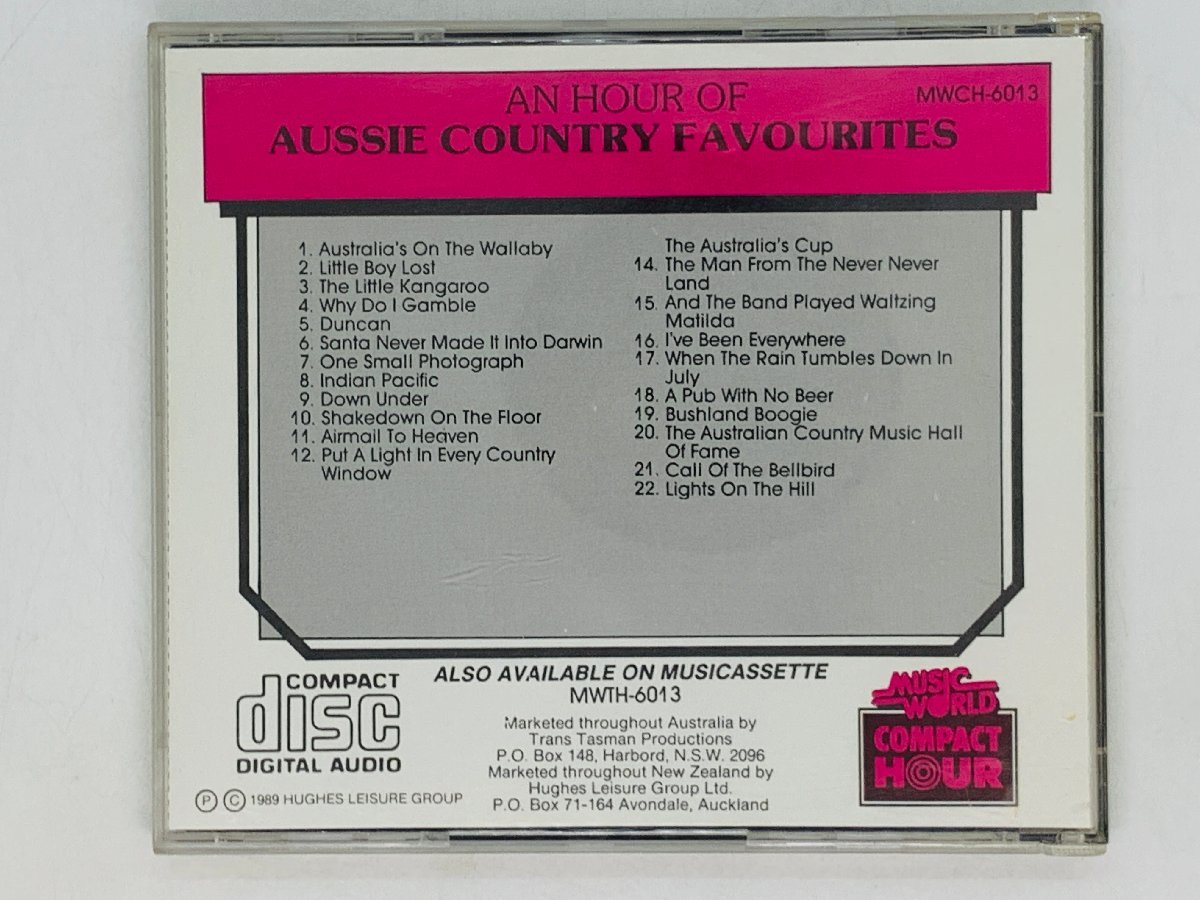 AN HOUR OF
MWCH-6013
AUSSIE COUNTRY FAVOURITES
1. Australia's On The Wallaby
2. Little Boy Lost
3. The Little Kangaroo
4. Why Do I Gamble
5. Duncan
6. Santa Never Made It Into Darwin
7. One Small Photograph
8. Indian Pacific
9. Down Under
10. Shakedown On The Floor
11. Airmail To Heaven
12. Put A Light In Every Country
Window
The Australia's Cup
14. The Man From The Never Never
Land
15. And The Band Played Waltzing
Matilda
16. I've Been Everywhere
17. When The Rain Tumbles Down In
July
18. A Pub With No Beer
19. Bushland Boogie
20. The Australian Country Music Hall
Of Fame
21. Call Of The Bellbird
22. Lights On The Hill
COMPACT
disc
DIGITAL AUDIO
Ⓟ Ⓒ 1989 HUGHES LEISURE GROUP
ALSO AVAILABLE ON MUSICASSETTE
MWTH-6013
Marketed throughout Australia by
Trans Tasman Productions
P.O. Box 148, Harbord, N.S.W. 2096
Marketed throughout New Zealand by
Hughes Leisure Group Ltd.
P.O. Box 71-164 Avondale, Auckland
MUSIC
WORLD
COMPACT
HOUR